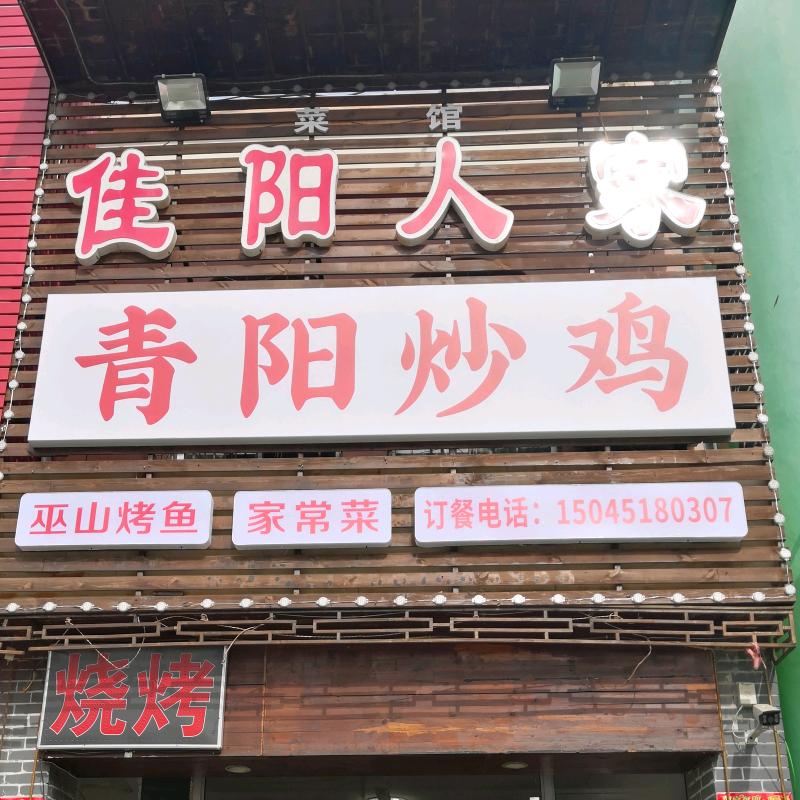 菜馆
佳阳人家
青阳炒鸡
巫山烤鱼
家常菜
订餐电话：15045180307
烧烤